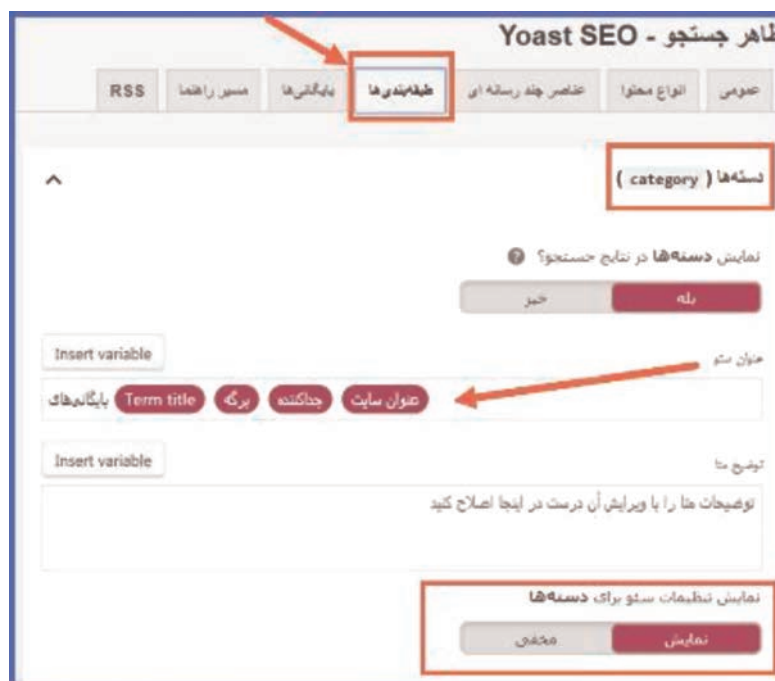 ظاهر جستجو - Yoast SEO
عمومی انواع محتوا عناصر چند رسانه ای طبقه‌بندی‌ها بایگانی‌ها مسیر راهنما RSS
دسته‌ها ( category )
نمایش دسته‌ها در نتایج جستجو؟ ?
بله خیر
عنوان سئو Insert variable
بایگانی‌های Term title برگه جداکننده عنوان سایت
توضیح متا Insert variable
توضیحات متا را با ویرایش آن درست در اینجا اصلاح کنید
نمایش تنظیمات سئو برای دسته‌ها
نمایش مخفی